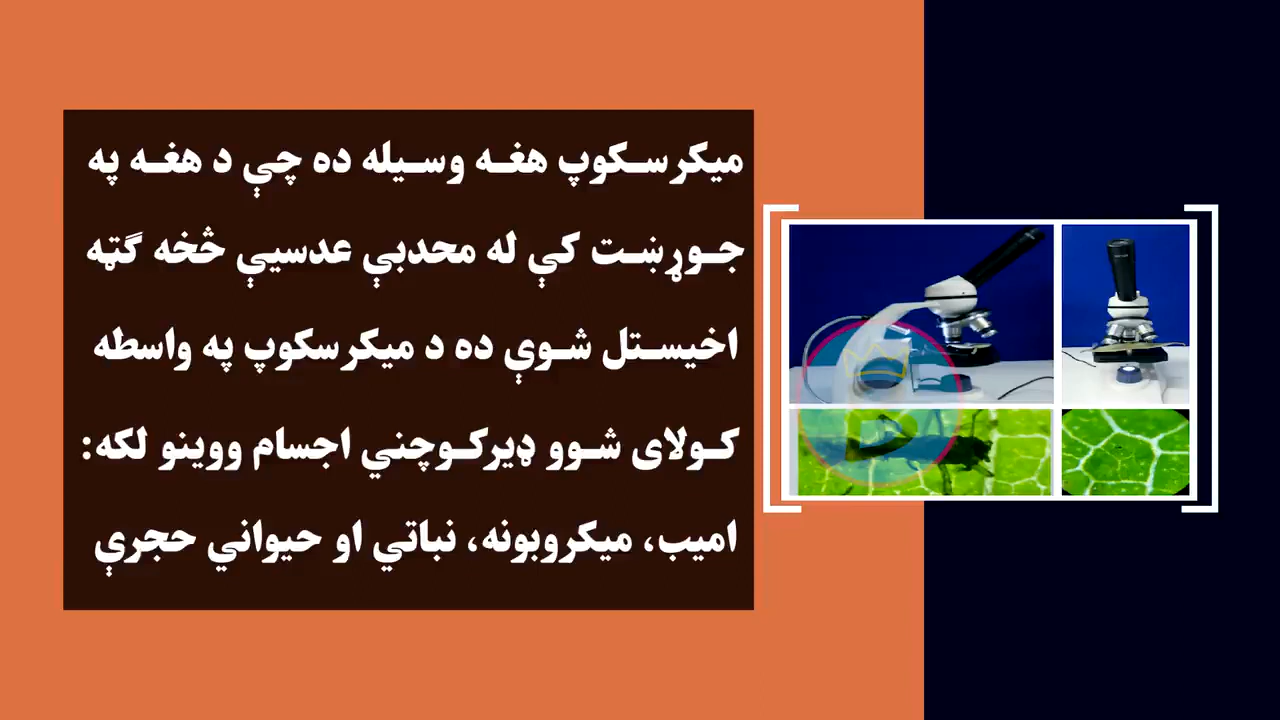 میکرسکوپ هغه وسیله ده چې د هغه په
جوړښت کې له محدبې عدسیې څخه ګټه
اخیستل شوې ده د میکرسکوپ په واسطه
کولای شوو ډیرکوچني اجسام ووینو لکه:
امیب، میکروبونه، نباتي او حیواني حجرې